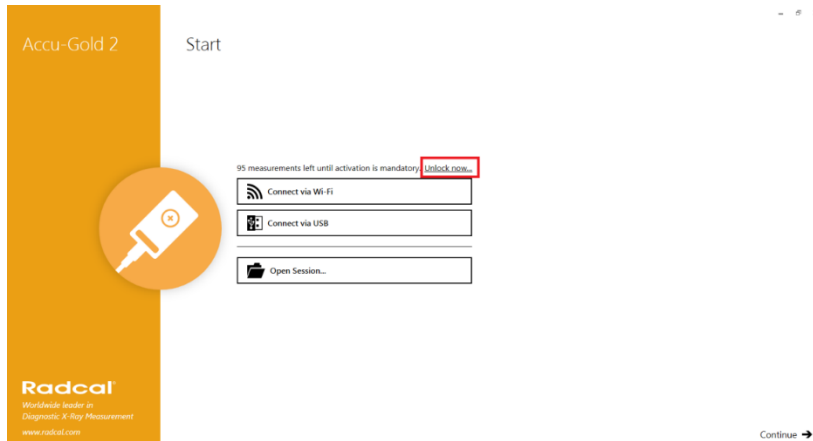 Accu-Gold 2
Start
95 measurements left until activation is mandatory. Unlock now...
Connect via Wi-Fi
Connect via USB
Open Session...
Radcal
Worldwide leader in
Diagnostic X-Ray Measurement
www.radcal.com
Continue